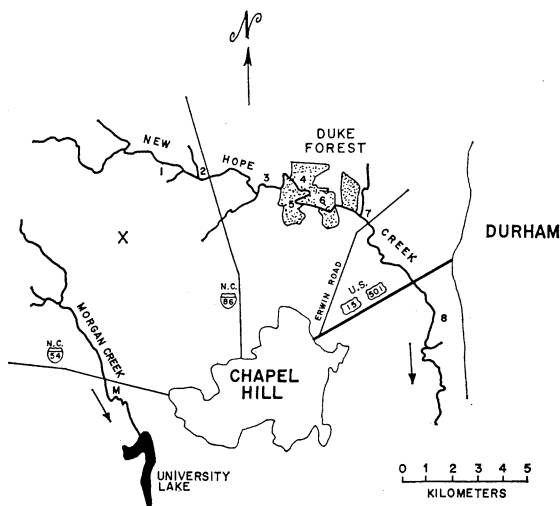 N
DUKE
FOREST
NEW
HOPE
CREEK
1
2
3
4
5
6
7
8
X
DURHAM
N.C.
86
ERWIN ROAD
U.S.
15 501
MORGAN CREEK
N.C.
54
M
CHAPEL
HILL
UNIVERSITY
LAKE
0 1 2 3 4 5
KILOMETERS